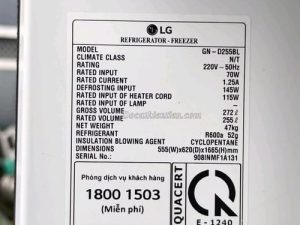 LG
REFRIGERATOR - FREEZER
MODEL GN - D255BL
CLIMATE CLASS N/T
RATING 220V ~ 50Hz
RATED INPUT 70W
RATED CURRENT 1.25A
DEFROSTING INPUT 145W
RATED INPUT OF HEATER CORD 115W
RATED INPUT OF LAMP –
GROSS VOLUME 272ℓ
RATED VOLUME 255ℓ
NET WEIGHT 47kg
REFRIGERANT R600a 52g
INSULATION BLOWING AGENT CYCLOPENTANE
DIMENSIONS 555(W)x620(D)x1665(H)mm
SERIAL NO. 908INMF1A131
Phòng dịch vụ khách hàng
1800 1503
(Miễn phí)
QUACERT
E - 1240